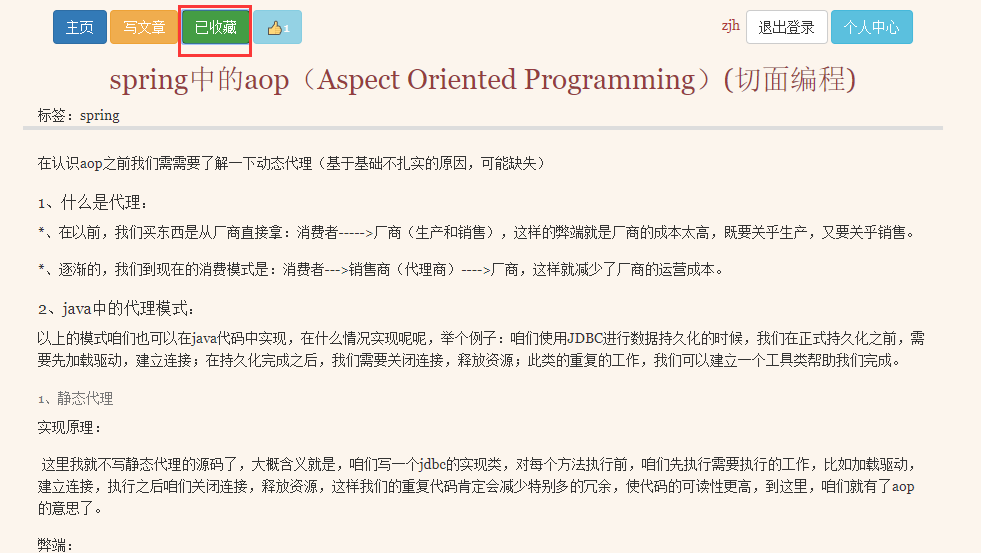 主页 写文章 已收藏 1 zjh 退出登录 个人中心
spring中的aop（Aspect Oriented Programming）(切面编程)
标签：spring
在认识aop之前我们需需要了解一下动态代理（基于基础不扎实的原因，可能缺失）
1、什么是代理：
*、在以前，我们买东西是从厂商直接拿：消费者----->厂商（生产和销售），这样的弊端就是厂商的成本太高，既要关乎生产，又要关乎销售。
*、逐渐的，我们到现在的消费模式是：消费者--->销售商（代理商）---->厂商，这样就减少了厂商的运营成本。
2、java中的代理模式：
以上的模式咱们也可以在java代码中实现，在什么情况实现呢呢，举个例子：咱们使用JDBC进行数据持久化的时候，我们在正式持久化之前，需
要先加载驱动，建立连接；在持久化完成之后，我们需要关闭连接，释放资源；此类的重复的工作，我们可以建立一个工具类帮助我们完成。
1、静态代理
实现原理：
这里我就不写静态代理的源码了，大概含义就是，咱们写一个jdbc的实现类，对每个方法执行前，咱们先执行需要执行的工作，比如加载驱动，
建立连接，执行之后咱们关闭连接，释放资源，这样我们的重复代码肯定会减少特别多的冗余，使代码的可读性更高，到这里，咱们就有了aop
的意思了。
弊端：